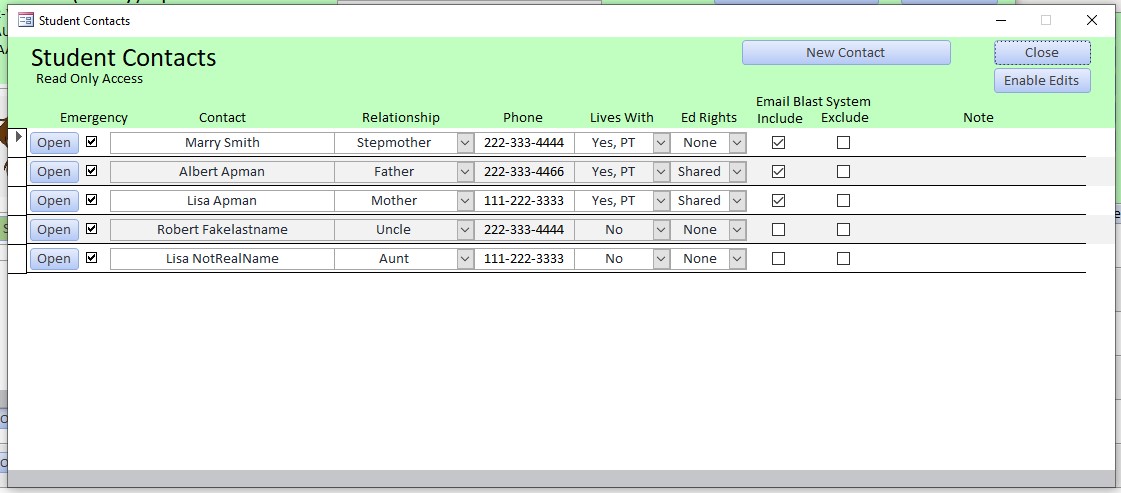 Student Contacts
Student Contacts
New Contact
Close
Read Only Access
Enable Edits
Email Blast System
Emergency Contact Relationship Phone Lives With Ed Rights Include Exclude Note
Open Marry Smith Stepmother 222-333-4444 Yes, PT None
Open Albert Apman Father 222-333-4466 Yes, PT Shared
Open Lisa Apman Mother 111-222-3333 Yes, PT Shared
Open Robert Fakelastname Uncle 222-333-4444 No None
Open Lisa NotRealName Aunt 111-222-3333 No None